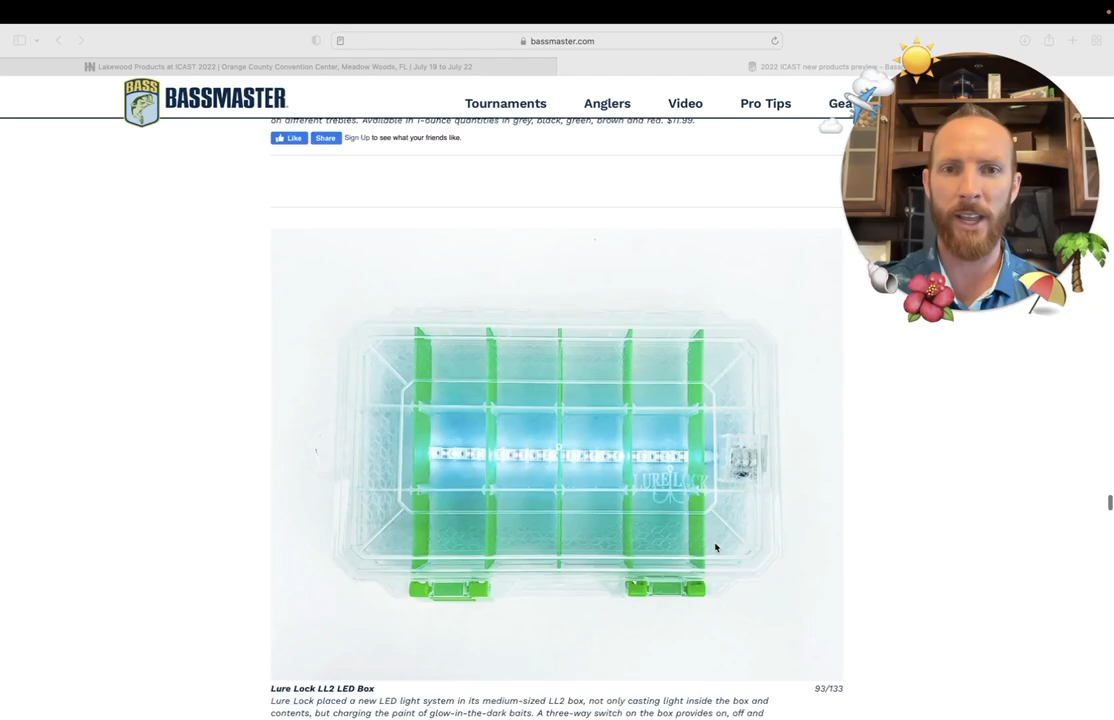 bassmaster.com
Lakewood Products at ICAST 2022 | Orange County Convention Center, Meadow Woods, FL | July 19 to July 22
2022 ICAST new products preview – Bas
BASS
BASSMASTER
Tournaments Anglers Video Pro Tips Gea
on different trebles. Available in 1-ounce quantities in grey, black, green, brown and red. $11.99.
Like Share Sign Up to see what your friends like.
LURE LOCK
Lure Lock LL2 LED Box 93/133
Lure Lock placed a new LED light system in its medium-sized LL2 box, not only casting light inside the box and
contents, but charging the paint of glow-in-the-dark baits. A three-way switch on the box provides on, off and